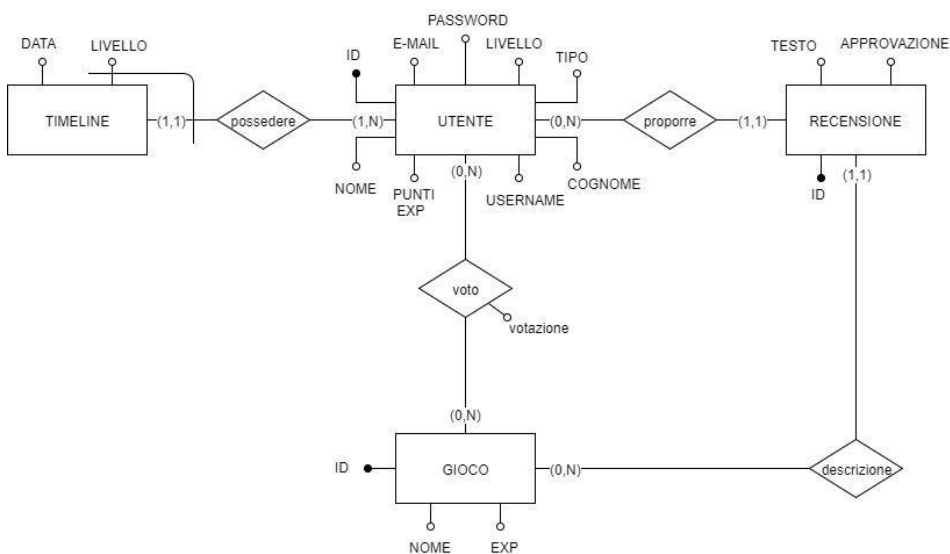 PASSWORD
DATA
LIVELLO
E-MAIL
LIVELLO
ID
TIPO
TESTO
APPROVAZIONE
TIMELINE
(1,1)
possedere
(1,N)
UTENTE
(0,N)
proporre
(1,1)
RECENSIONE
(0,N)
(1,1)
NOME
PUNTI
EXP
USERNAME
COGNOME
ID
voto
votazione
(0,N)
ID
GIOCO
(0,N)
descrizione
NOME
EXP